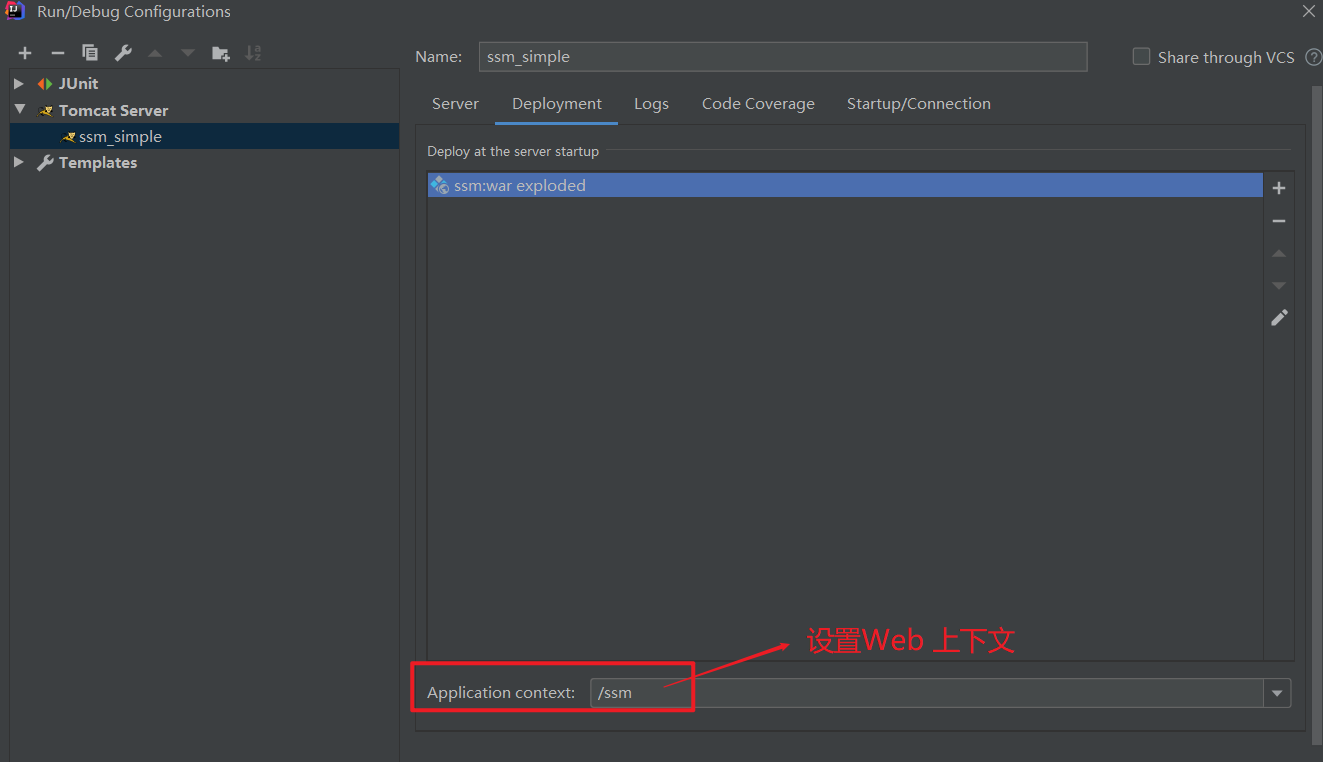 Run/Debug Configurations
Name: ssm_simple
Share through VCS
JUnit
Tomcat Server
ssm_simple
Templates
Server Deployment Logs Code Coverage Startup/Connection
Deploy at the server startup
ssm:war exploded
设置Web 上下文
Application context: /ssm